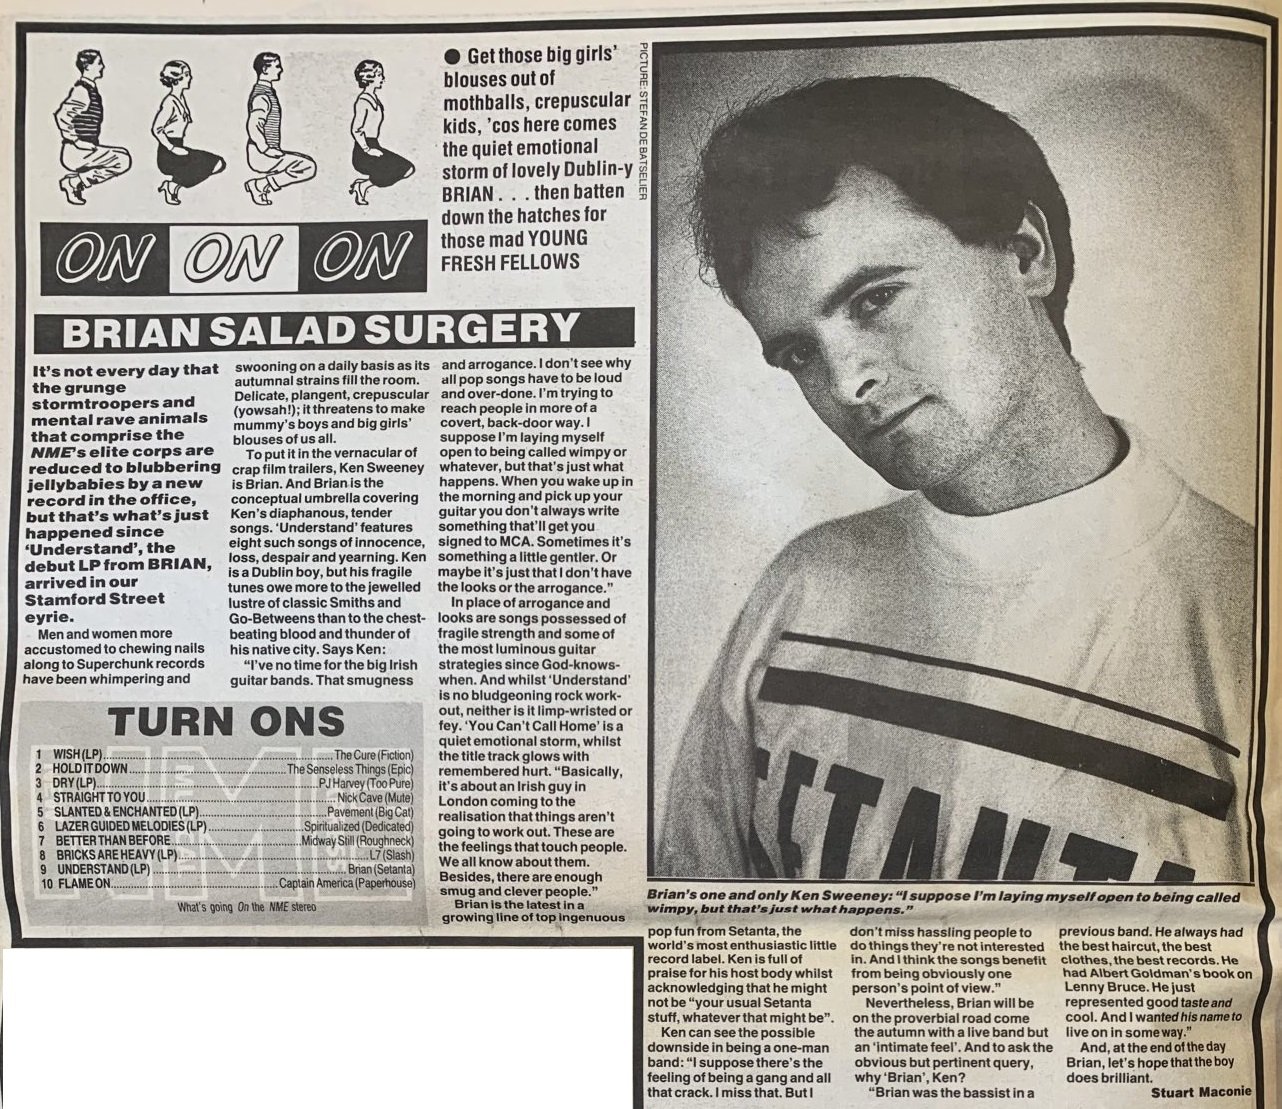 ● Get those big girls'
blouses out of
mothballs, crepuscular
kids, 'cos here comes
the quiet emotional
storm of lovely Dublin-y
BRIAN . . . then batten
down the hatches for
those mad YOUNG
FRESH FELLOWS
PICTURE: STEFAN DE BATSELIER
ON ON ON
BRIAN SALAD SURGERY
It's not every day that
the grunge
stormtroopers and
mental rave animals
that comprise the
NME's elite corps are
reduced to blubbering
jellybabies by a new
record in the office,
but that's what's just
happened since
'Understand', the
debut LP from BRIAN,
arrived in our
Stamford Street
eyrie.
Men and women more
accustomed to chewing nails
along to Superchunk records
have been whimpering and
swooning on a daily basis as its
autumnal strains fill the room.
Delicate, plangent, crepuscular
(yowsah!); it threatens to make
mummy's boys and big girls'
blouses of us all.
To put it in the vernacular of
crap film trailers, Ken Sweeney
is Brian. And Brian is the
conceptual umbrella covering
Ken's diaphanous, tender
songs. 'Understand' features
eight such songs of innocence,
loss, despair and yearning. Ken
is a Dublin boy, but his fragile
tunes owe more to the jewelled
lustre of classic Smiths and
Go-Betweens than to the chest-
beating blood and thunder of
his native city. Says Ken:
"I've no time for the big Irish
guitar bands. That smugness
and arrogance. I don't see why
all pop songs have to be loud
and over-done. I'm trying to
reach people in more of a
covert, back-door way. I
suppose I'm laying myself
open to being called wimpy or
whatever, but that's just what
happens. When you wake up in
the morning and pick up your
guitar you don't always write
something that'll get you
signed to MCA. Sometimes it's
something a little gentler. Or
maybe it's just that I don't have
the looks or the arrogance."
In place of arrogance and
looks are songs possessed of
fragile strength and some of
the most luminous guitar
strategies since God-knows-
when. And whilst 'Understand'
is no bludgeoning rock work-
out, neither is it limp-wristed or
fey. 'You Can't Call Home' is a
quiet emotional storm, whilst
the title track glows with
remembered hurt. "Basically,
it's about an Irish guy in
London coming to the
realisation that things aren't
going to work out. These are
the feelings that touch people.
We all know about them.
Besides, there are enough
smug and clever people."
Brian is the latest in a
growing line of top ingenuous
TURN ONS
1 WISH (LP)...The Cure (Fiction)
2 HOLD IT DOWN...The Senseless Things (Epic)
3 DRY (LP)...PJ Harvey (Too Pure)
4 STRAIGHT TO YOU...Nick Cave (Mute)
5 SLANTED & ENCHANTED (LP)...Pavement (Big Cat)
6 LAZER GUIDED MELODIES (LP)...Spiritualized (Dedicated)
7 BETTER THAN BEFORE...Midway Still (Roughneck)
8 BRICKS ARE HEAVY (LP)...L7 (Slash)
9 UNDERSTAND (LP)...Brian (Setanta)
10 FLAME ON...Captain America (Paperhouse)
What's going On the NME stereo
SETANTA
Brian's one and only Ken Sweeney: "I suppose I'm laying myself open to being called
wimpy, but that's just what happens."
pop fun from Setanta, the
world's most enthusiastic little
record label. Ken is full of
praise for his host body whilst
acknowledging that he might
not be "your usual Setanta
stuff, whatever that might be".
Ken can see the possible
downside in being a one-man
band: "I suppose there's the
feeling of being a gang and all
that crack. I miss that. But I
don't miss hassling people to
do things they're not interested
in. And I think the songs benefit
from being obviously one
person's point of view."
Nevertheless, Brian will be
on the proverbial road come
the autumn with a live band but
an 'intimate feel'. And to ask the
obvious but pertinent query,
why 'Brian', Ken?
"Brian was the bassist in a
previous band. He always had
the best haircut, the best
clothes, the best records. He
had Albert Goldman's book on
Lenny Bruce. He just
represented good taste and
cool. And I wanted his name to
live on in some way."
And, at the end of the day
Brian, let's hope that the boy
does brilliant.
Stuart Maconie